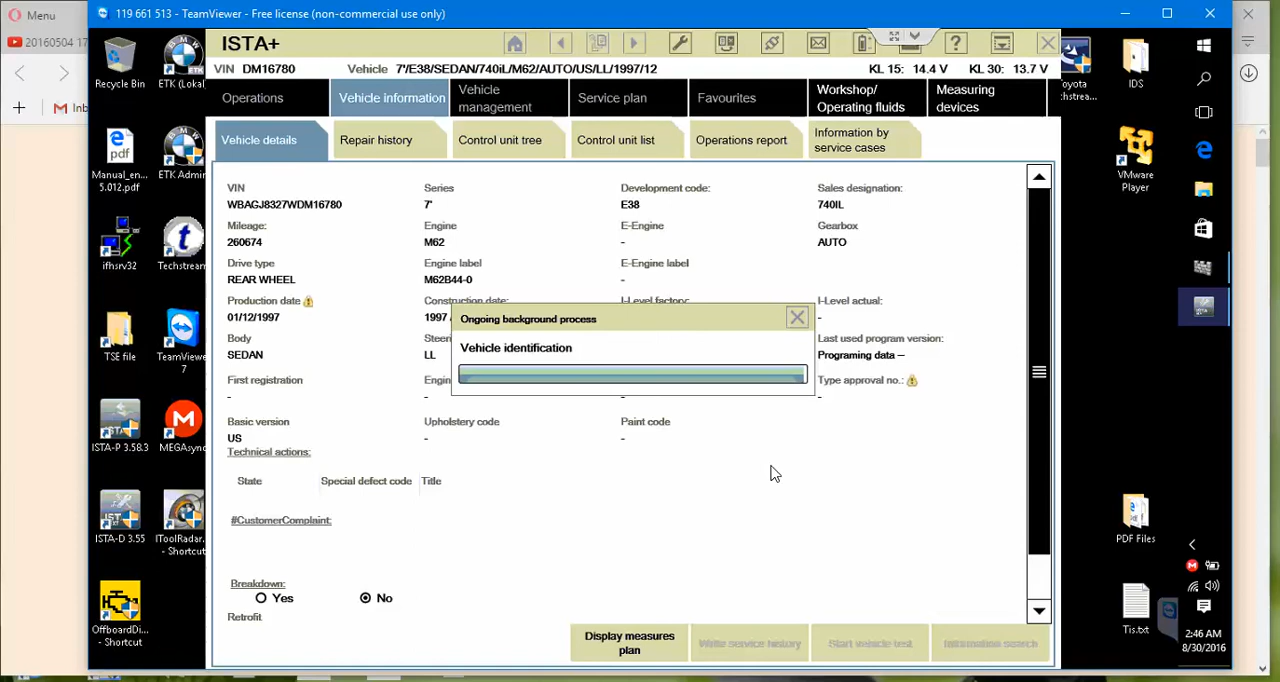 Menu
119 661 513 - TeamViewer - Free license (non-commercial use only)
20160504 17
Inb
Recycle Bin
ETK (Local
Manual_en...
5.012.pdf
ETK Admin
ifhsrv32
Techstream
TSE file
TeamViewer
7
ISTA-P 3.58.3
MEGAsync
ISTA-D 3.55
IToolRadar...
- Shortcut
OffboardDi...
- Shortcut
ISTA+
VIN DM16780 Vehicle 7'/E38/SEDAN/740iL/M62/AUTO/US/LL/1997/12 KL 15: 14.4 V KL 30: 13.7 V
Operations
Vehicle information
Vehicle
management
Service plan
Favourites
Workshop/
Operating fluids
Measuring
devices
Vehicle details
Repair history
Control unit tree
Control unit list
Operations report
Information by
service cases
VIN Series Development code: Sales designation:
WBAGJ8327WDM16780 7' E38 740IL
Mileage: Engine E-Engine Gearbox
260674 M62 - AUTO
Drive type Engine label E-Engine label
REAR WHEEL M62B44-0 -
Production date Construction date: I-Level factory: I-Level actual:
01/12/1997 1997 -
Body Steer Last used program version:
SEDAN LL Programing data --
First registration Engin Type approval no.:
- - - -
Basic version Upholstery code Paint code
US - -
Ongoing background process
Vehicle identification
Technical actions:
State Special defect code Title
#CustomerComplaint:
Breakdown:
Yes No
Retrofit
Display measures
plan
Write service history
Start vehicle test
Information search
oyota
chstrea...
IDS
VMware
Player
PDF Files
Tis.txt
2:46 AM
8/30/2016